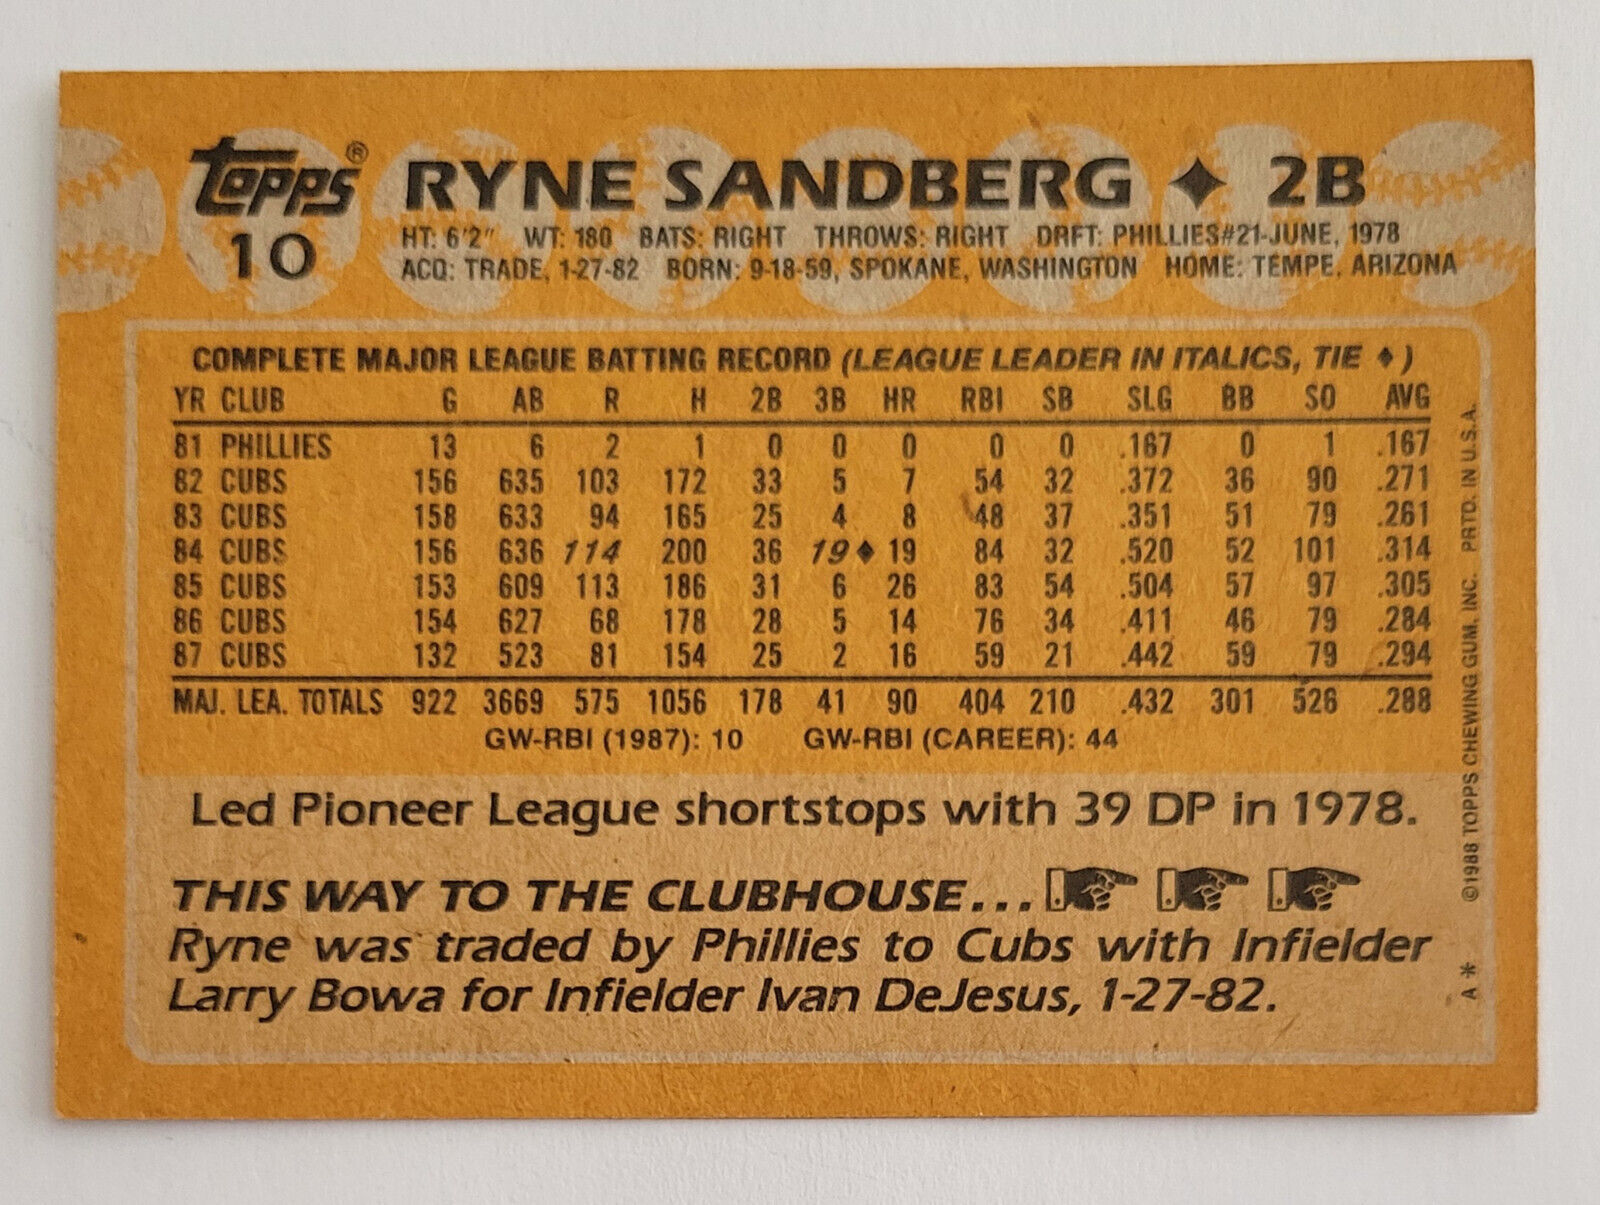 topps® RYNE SANDBERG ✦ 2B
10
HT: 6'2" WT: 180 BATS: RIGHT THROWS: RIGHT DRFT: PHILLIES#21-JUNE, 1978
ACQ: TRADE, 1-27-82 BORN: 9-18-59, SPOKANE, WASHINGTON HOME: TEMPE, ARIZONA
COMPLETE MAJOR LEAGUE BATTING RECORD (LEAGUE LEADER IN ITALICS, TIE ♦)
YR CLUB G AB R H 2B 3B HR RBI SB SLG BB SO AVG
81 PHILLIES 13 6 2 1 0 0 0 0 0 .167 0 1 .167
82 CUBS 156 635 103 172 33 5 7 54 32 .372 36 90 .271
83 CUBS 158 633 94 165 25 4 8 48 37 .351 51 79 .261
84 CUBS 156 636 114 200 36 19♦ 19 84 32 .520 52 101 .314
85 CUBS 153 609 113 186 31 6 26 83 54 .504 57 97 .305
86 CUBS 154 627 68 178 28 5 14 76 34 .411 46 79 .284
87 CUBS 132 523 81 154 25 2 16 59 21 .442 59 79 .294
MAJ. LEA. TOTALS 922 3669 575 1056 178 41 90 404 210 .432 301 526 .288
GW-RBI (1987): 10 GW-RBI (CAREER): 44
Led Pioneer League shortstops with 39 DP in 1978.
THIS WAY TO THE CLUBHOUSE...
Ryne was traded by Phillies to Cubs with Infielder
Larry Bowa for Infielder Ivan DeJesus, 1-27-82.
A* ©1988 TOPPS CHEWING GUM, INC. PRTD. IN U.S.A.